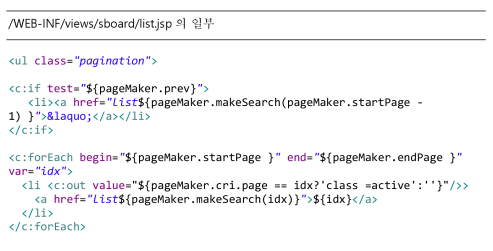 /WEB-INF/views/sboard/list.jsp 의 일부
<ul class="pagination">
<c:if test="${pageMaker.prev}">
<li><a href="list${pageMaker.makeSearch(pageMaker.startPage -
1) }">&laquo;</a></li>
</c:if>
<c:forEach begin="${pageMaker.startPage }" end="${pageMaker.endPage }"
var="idx">
<li <c:out value="${pageMaker.cri.page == idx?'class =active':''}"/>>
<a href="list${pageMaker.makeSearch(idx)}">${idx}</a>
</li>
</c:forEach>